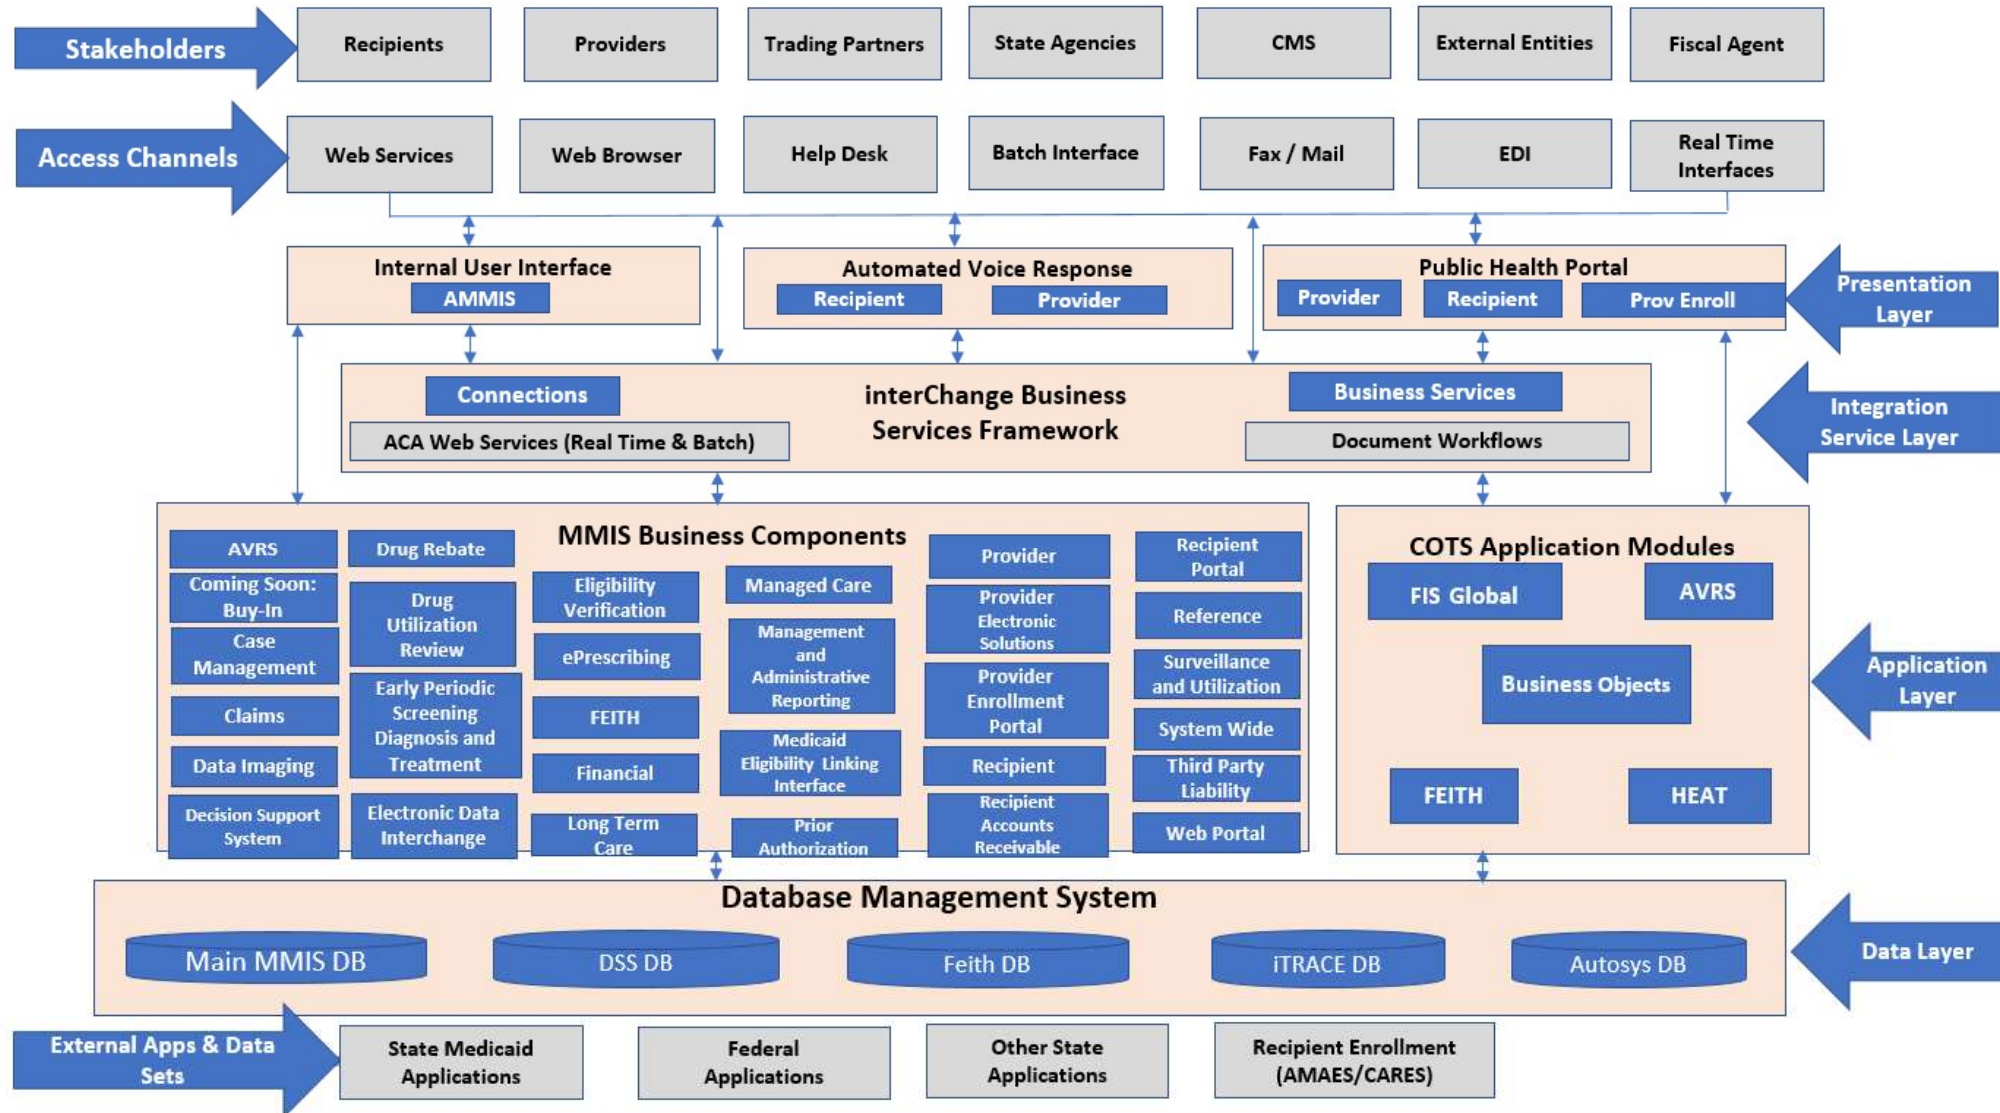 Stakeholders
Recipients
Providers
Trading Partners
State Agencies
CMS
External Entities
Fiscal Agent
Access Channels
Web Services
Web Browser
Help Desk
Batch Interface
Fax / Mail
EDI
Real Time
Interfaces
Internal User Interface
AMMIS
Automated Voice Response
Recipient
Provider
Public Health Portal
Provider
Recipient
Prov Enroll
Presentation
Layer
Connections
ACA Web Services (Real Time & Batch)
interChange Business
Services Framework
Business Services
Document Workflows
Integration
Service Layer
MMIS Business Components
AVRS
Coming Soon:
Buy-In
Case
Management
Claims
Data Imaging
Decision Support
System
Drug Rebate
Drug
Utilization
Review
Early Periodic
Screening
Diagnosis and
Treatment
Electronic Data
Interchange
Eligibility
Verification
ePrescribing
FEITH
Financial
Long Term
Care
Managed Care
Management
and
Administrative
Reporting
Medicaid
Eligibility Linking
Interface
Prior
Authorization
Provider
Provider
Electronic
Solutions
Provider
Enrollment
Portal
Recipient
Recipient
Accounts
Receivable
Recipient
Portal
Reference
Surveillance
and Utilization
System Wide
Third Party
Liability
Web Portal
COTS Application Modules
FIS Global
AVRS
Business Objects
FEITH
HEAT
Application
Layer
Database Management System
Main MMIS DB
DSS DB
Feith DB
iTRACE DB
Autosys DB
Data Layer
External Apps & Data
Sets
State Medicaid
Applications
Federal
Applications
Other State
Applications
Recipient Enrollment
(AMAES/CARES)